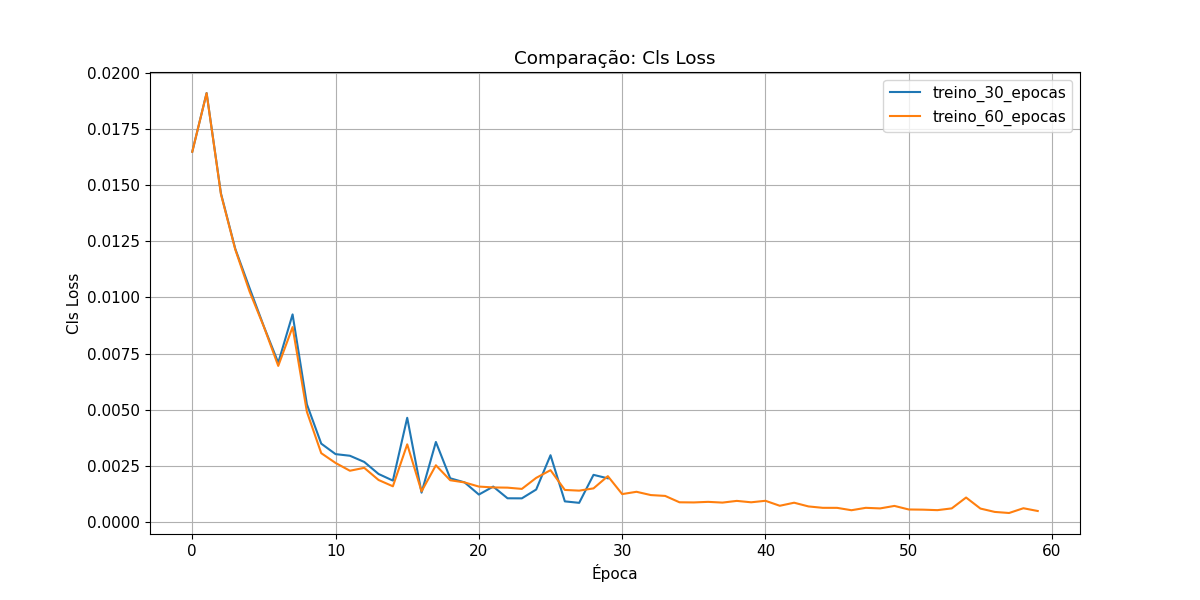 Comparação: Cls Loss
0.0200
0.0175
0.0150
0.0125
0.0100
0.0075
0.0050
0.0025
0.0000
Cls Loss
treino_30_epocas
treino_60_epocas
0 10 20 30 40 50 60
Época